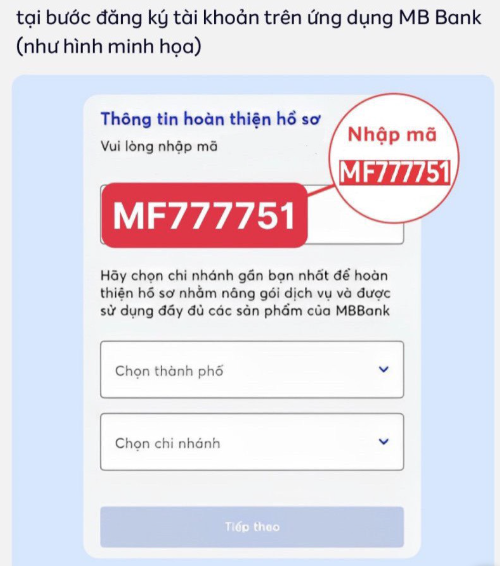 tại bước đăng ký tài khoản trên ứng dụng MB Bank
(như hình minh họa)
Thông tin hoàn thiện hồ sơ
Vui lòng nhập mã
Nhập mã
MF777751
MF777751
Hãy chọn chi nhánh gần bạn nhất để hoàn
thiện hồ sơ nhằm nâng gói dịch vụ và được
sử dụng đầy đủ các sản phẩm của MBBank
Chọn thành phố
Chọn chi nhánh
Tiếp theo